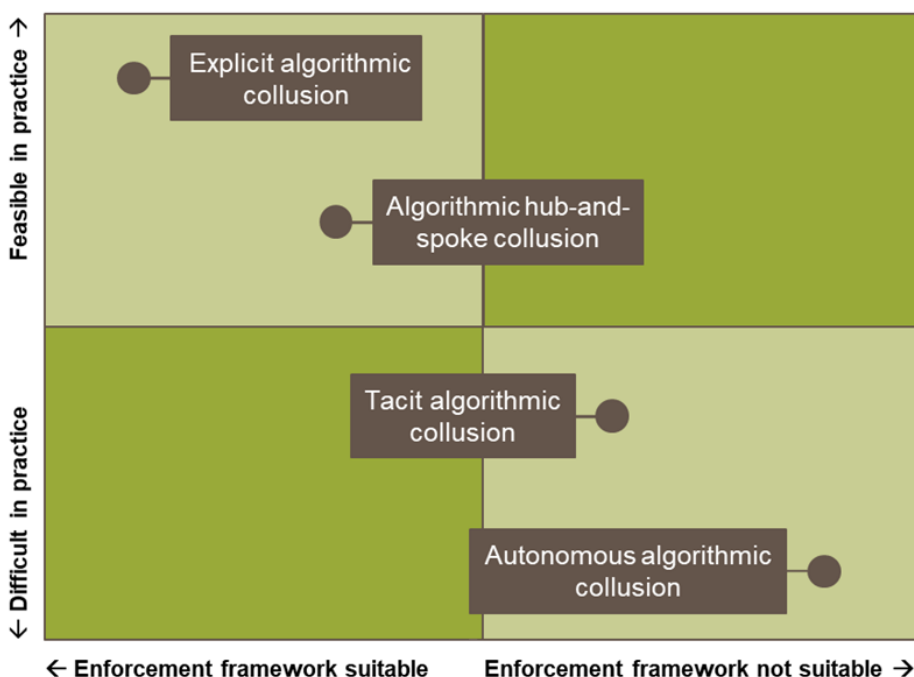 Feasible in practice →
← Difficult in practice
Explicit algorithmic
collusion
Algorithmic hub-and-
spoke collusion
Tacit algorithmic
collusion
Autonomous algorithmic
collusion
← Enforcement framework suitable
Enforcement framework not suitable →